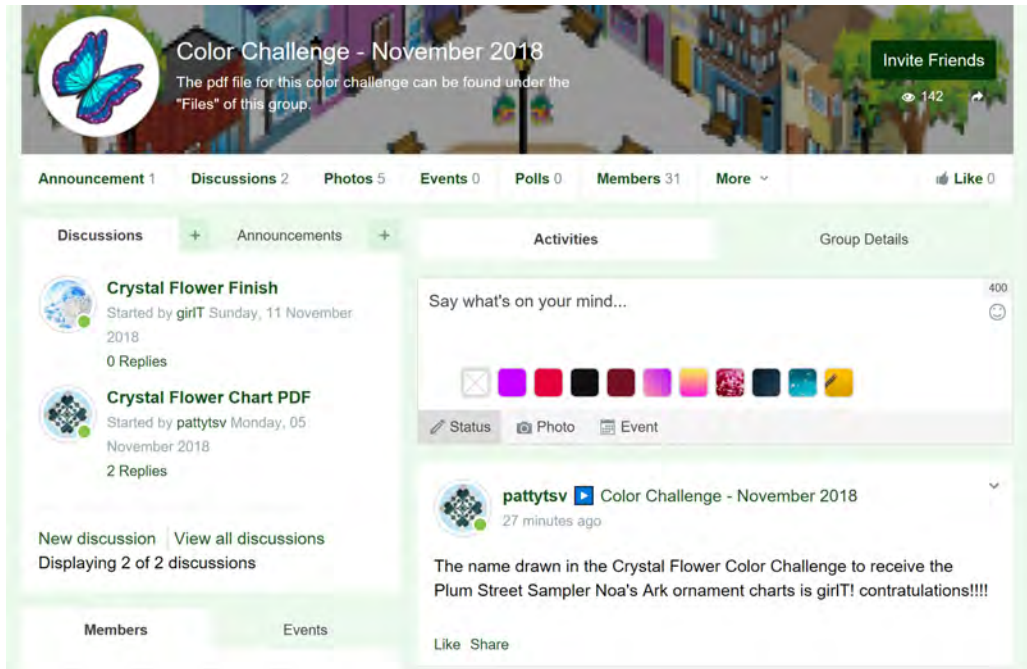 Color Challenge - November 2018
The pdf file for this color challenge can be found under the
"Files" of this group.
Invite Friends
142
Announcement 1 Discussions 2 Photos 5 Events 0 Polls 0 Members 31 More Like 0
Discussions + Announcements +
Crystal Flower Finish
Started by girlT Sunday, 11 November
2018
0 Replies
Crystal Flower Chart PDF
Started by pattytsv Monday, 05
November 2018
2 Replies
New discussion View all discussions
Displaying 2 of 2 discussions
Members Events
Activities Group Details
Say what's on your mind...
400
Status Photo Event
pattytsv Color Challenge - November 2018
27 minutes ago
The name drawn in the Crystal Flower Color Challenge to receive the
Plum Street Sampler Noa's Ark ornament charts is girlT! contratulations!!!!
Like Share